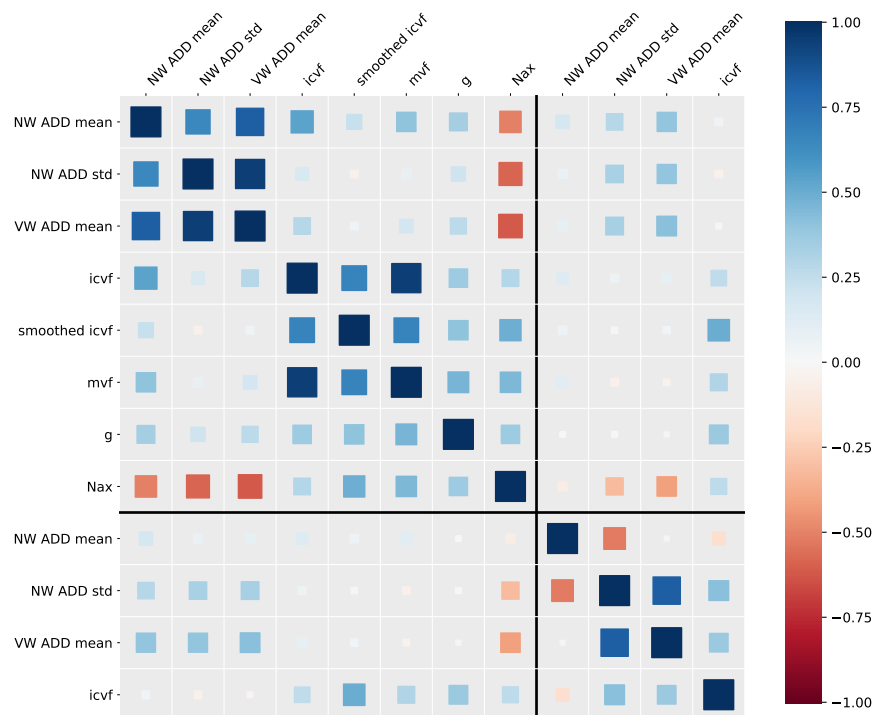 NW ADD mean
NW ADD std
VW ADD mean
icvf
smoothed icvf
mvf
g
Nax
NW ADD mean
NW ADD std
VW ADD mean
icvf
NW ADD mean
NW ADD std
VW ADD mean
icvf
smoothed icvf
mvf
g
Nax
NW ADD mean
NW ADD std
VW ADD mean
icvf
1.00
0.75
0.50
0.25
0.00
−0.25
−0.50
−0.75
−1.00